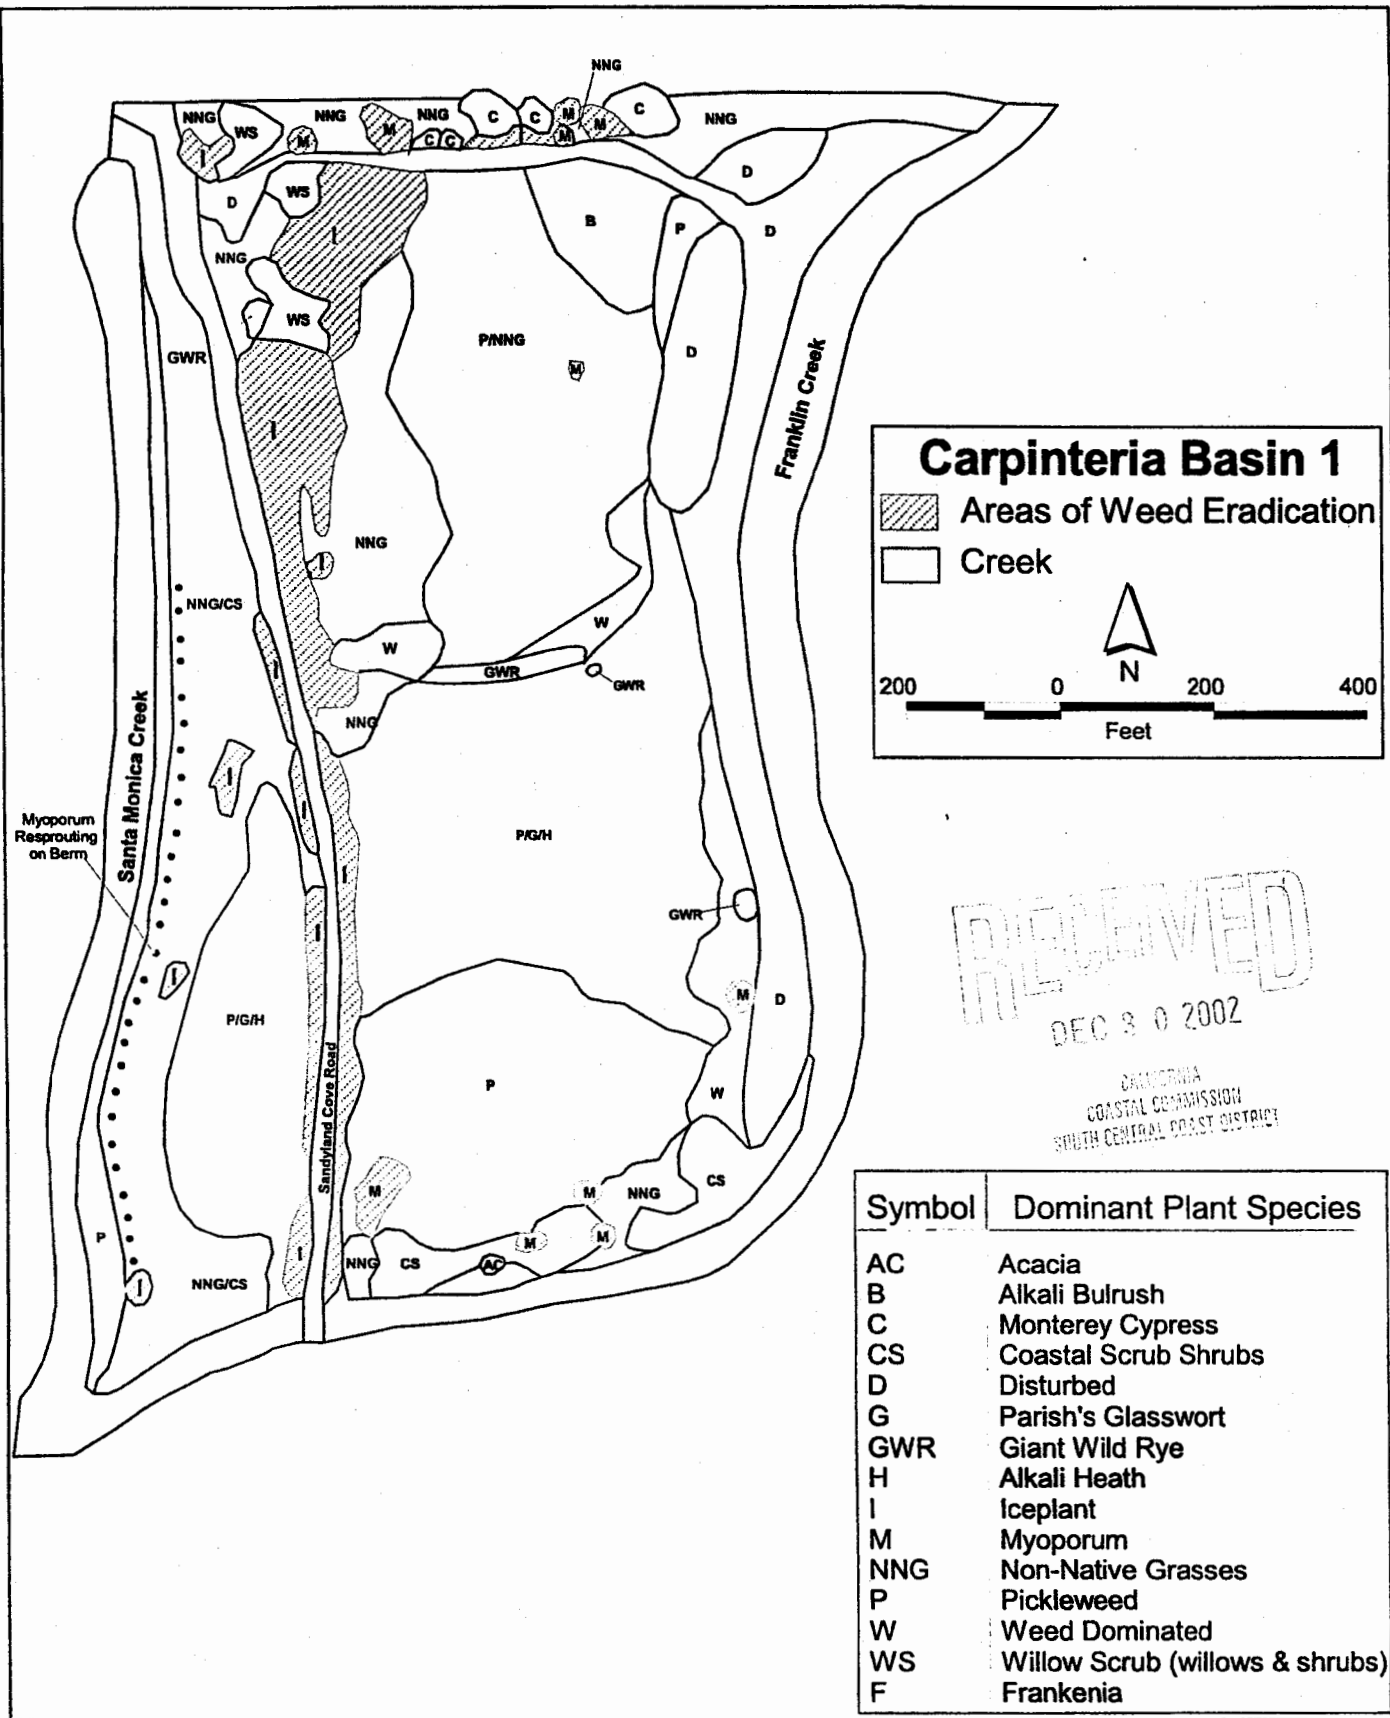 NNG
NNG
WS
NNG
NNG
C
C
M
C
NNG
I
M
M
C
C
M
M
D
WS
D
B
P
D
I
NNG
WS
P/NNG
M
D
GWR
Franklin Creek
I
Carpinteria Basin 1
Areas of Weed Eradication
Creek
N
200 0 200 400
Feet
NNG
I
NNG/CS
W
W
I
GWR
GWR
NNG
Santa Monica Creek
I
I
Myoporum
Resprouting
on Berm
P/G/H
I
GWR
I
I
M
D
P/G/H
Sandyland Cove Road
P
W
RECEIVED
DEC 30 2002
CALIFORNIA
COASTAL COMMISSION
SOUTH CENTRAL COAST DISTRICT
M
M
NNG
CS
P
I
NNG
CS
M
M
AC
I
NNG/CS
Symbol Dominant Plant Species
AC Acacia
B Alkali Bulrush
C Monterey Cypress
CS Coastal Scrub Shrubs
D Disturbed
G Parish's Glasswort
GWR Giant Wild Rye
H Alkali Heath
I Iceplant
M Myoporum
NNG Non-Native Grasses
P Pickleweed
W Weed Dominated
WS Willow Scrub (willows & shrubs)
F Frankenia